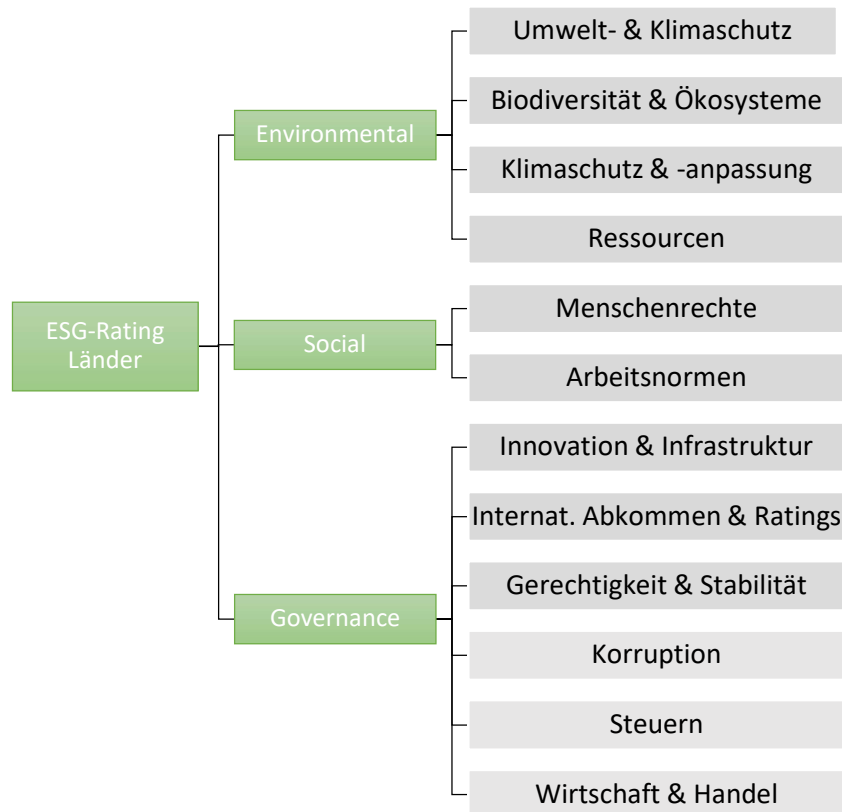 ESG-Rating
Länder
Environmental
Umwelt- & Klimaschutz
Biodiversität & Ökosysteme
Klimaschutz & -anpassung
Ressourcen
Social
Menschenrechte
Arbeitsnormen
Governance
Innovation & Infrastruktur
Internat. Abkommen & Ratings
Gerechtigkeit & Stabilität
Korruption
Steuern
Wirtschaft & Handel